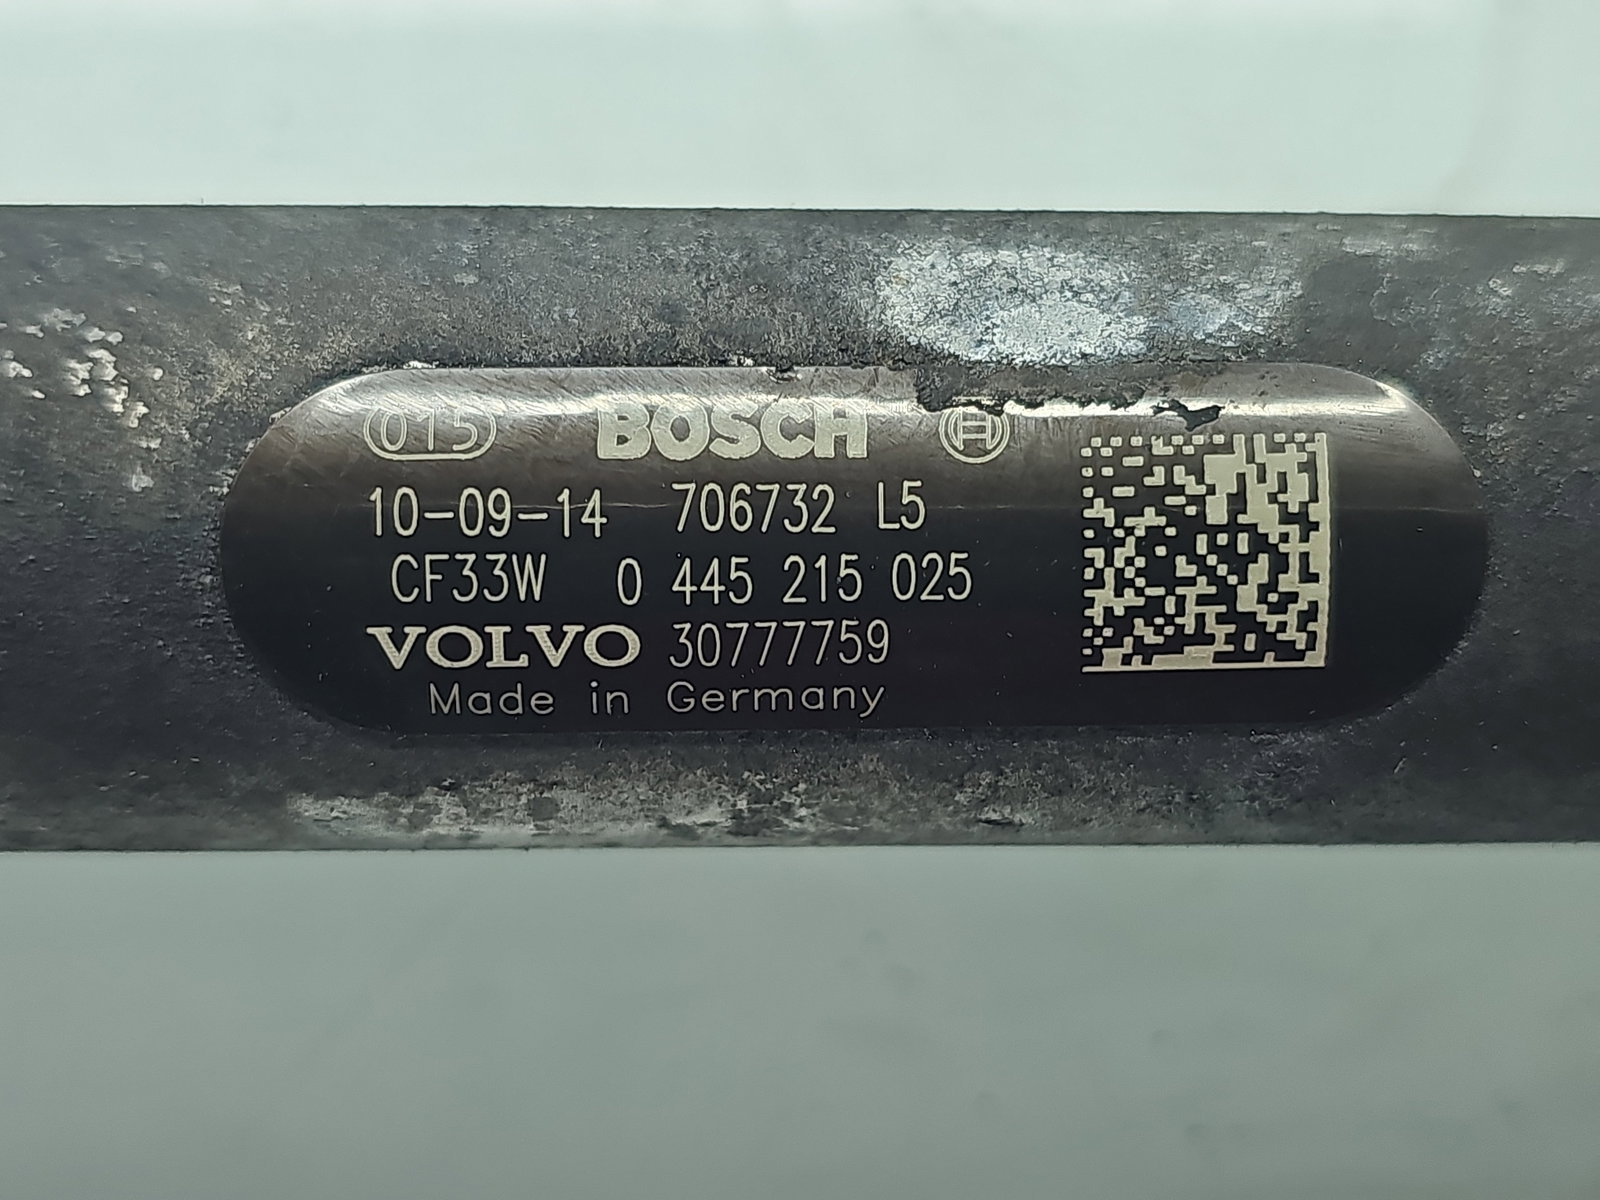 015 BOSCH
10-09-14 706732 L5
CF33W 0 445 215 025
VOLVO 30777759
Made in Germany